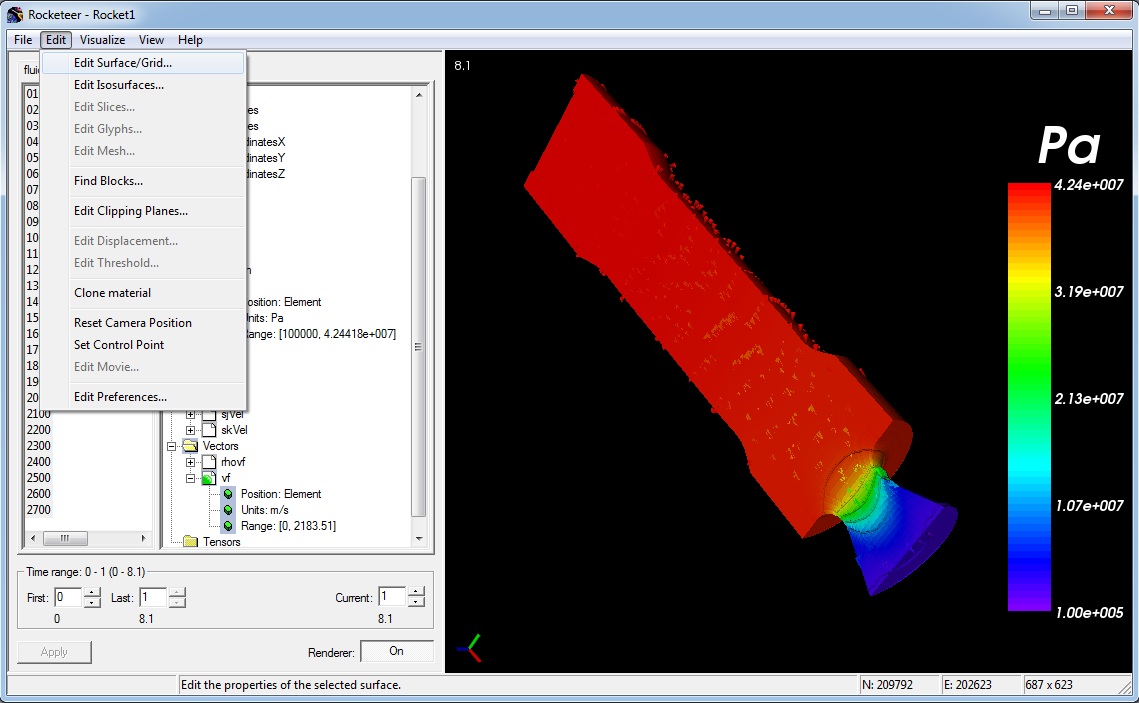 Rocketeer - Rocket1
File Edit Visualize View Help
Edit Surface/Grid...
Edit Isosurfaces...
Edit Slices...
Edit Glyphs...
Edit Mesh...
Find Blocks...
Edit Clipping Planes...
Edit Displacement...
Edit Threshold...
Clone material
Reset Camera Position
Set Control Point
Edit Movie...
Edit Preferences...
01
02
03
04
05
06
07
08
09
10
11
12
13
14
15
16
17
18
19
20
2100
2200
2300
2400
2500
2600
2700
es
es
dinatesX
dinatesY
dinatesZ
osition: Element
nits: Pa
ange: [100000, 4.24418e+007]
sjVel
skVel
Vectors
rhovf
vf
Position: Element
Units: m/s
Range: [0, 2183.51]
Tensors
Time range: 0 - 1 (0 - 8.1)
First: 0 Last: 1 Current: 1
0 8.1 8.1
Apply Renderer: On
8.1
Pa
4.24e+007
3.19e+007
2.13e+007
1.07e+007
1.00e+005
Edit the properties of the selected surface. N: 209792 E: 202623 687 x 623